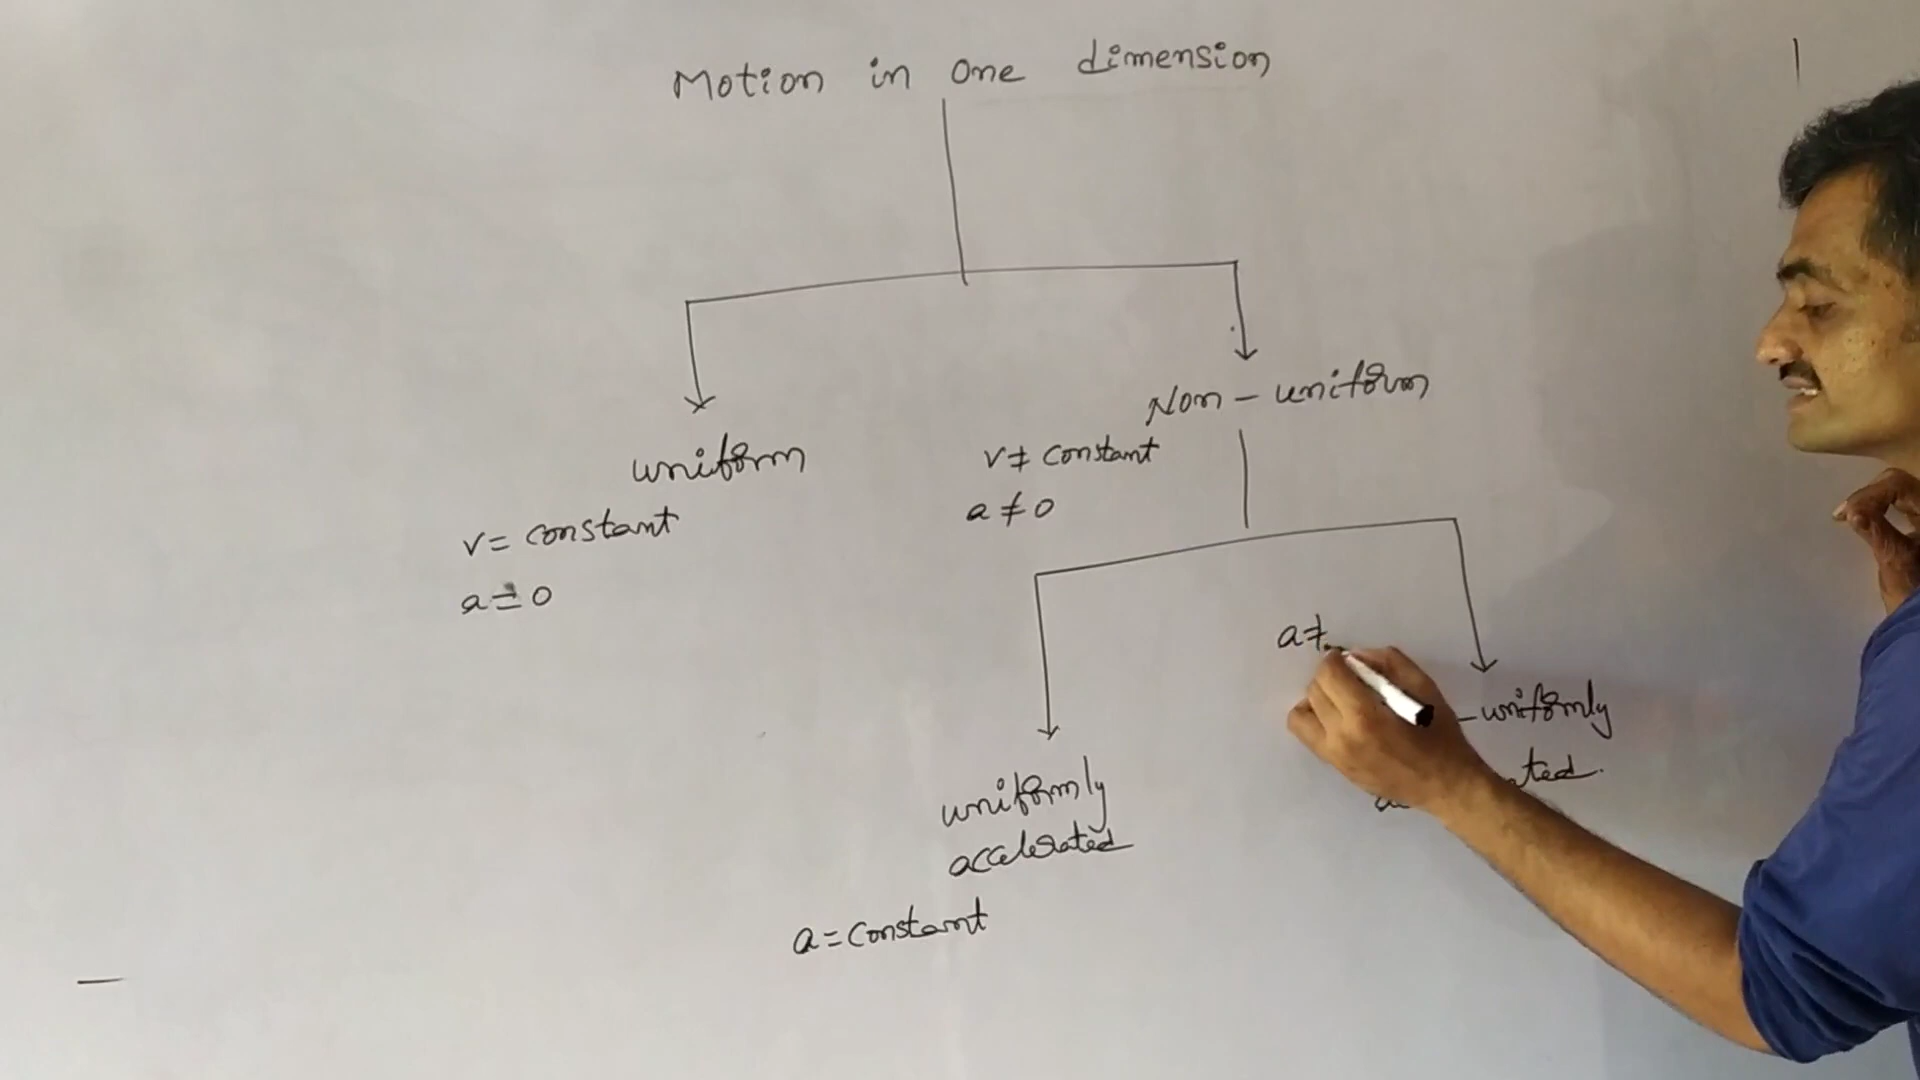 Motion in one dimension
uniform
v = constant
a = 0
Non - uniform
v ≠ constant
a ≠ 0
uniformly
accelerated
a = constant
a ≠
- uniformly